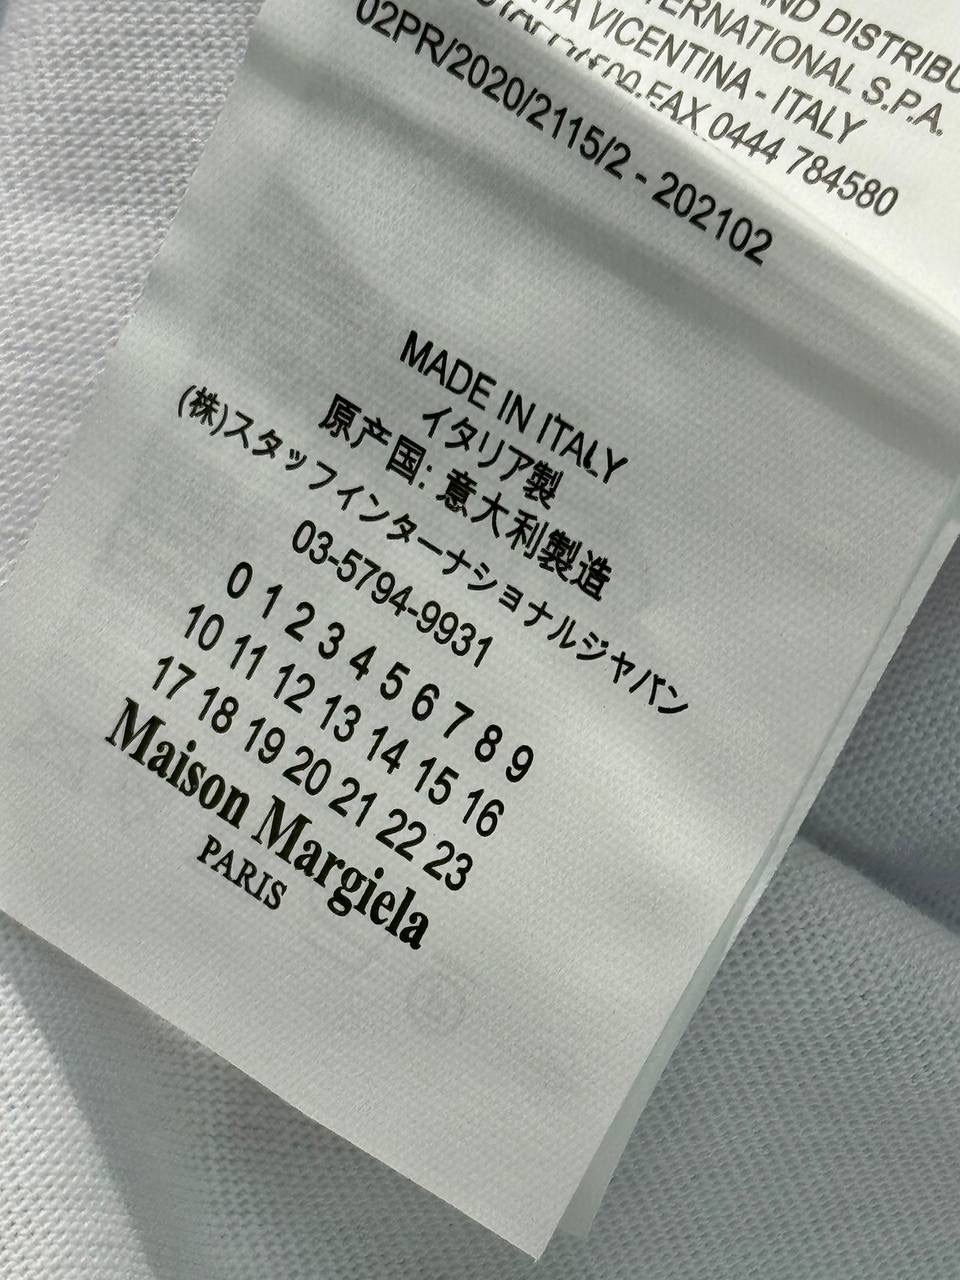 AND DISTRIBU
TERNATIONAL S.P.A.
VICENTINA - ITALY
FAX 0444 784580
02PR/2020/2115/2 - 202102
MADE IN ITALY
イタリア製
原产国: 意大利製造
(株)スタッフインターナショナルジャパン
03-5794-9931
0 1 2 3 4 5 6 7 8 9
10 11 12 13 14 15 16
17 18 19 20 21 22 23
Maison Margiela
PARIS